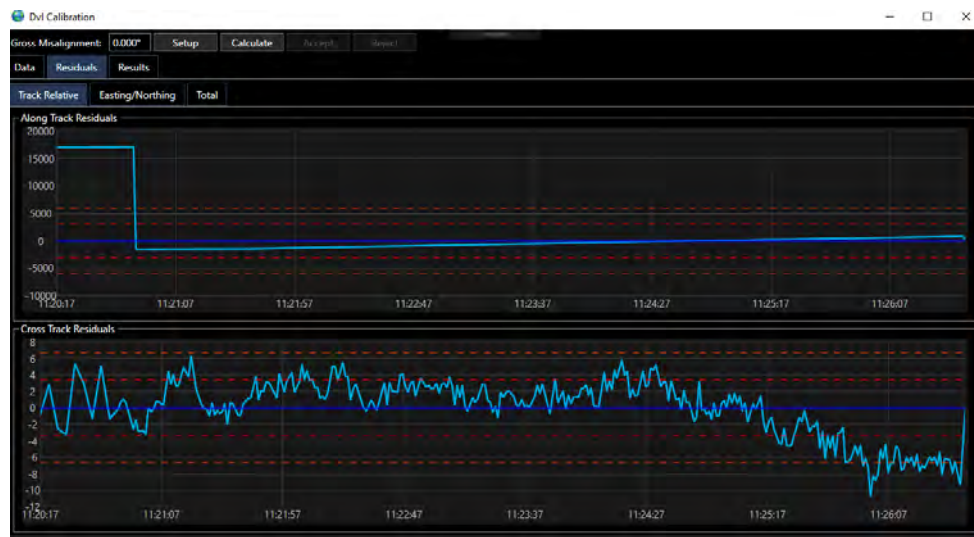 Dvl Calibration
Gross Misalignment: 0.000° Setup Calculate Accept Reject
Data Residuals Results
Track Relative Easting/Northing Total
Along Track Residuals
20000
15000
10000
5000
0
-5000
-10000
11:20:17 11:21:07 11:21:57 11:22:47 11:23:37 11:24:27 11:25:17 11:26:07
Cross Track Residuals
8
6
4
2
0
-2
-4
-6
-8
-10
-12
11:20:17 11:21:07 11:21:57 11:22:47 11:23:37 11:24:27 11:25:17 11:26:07